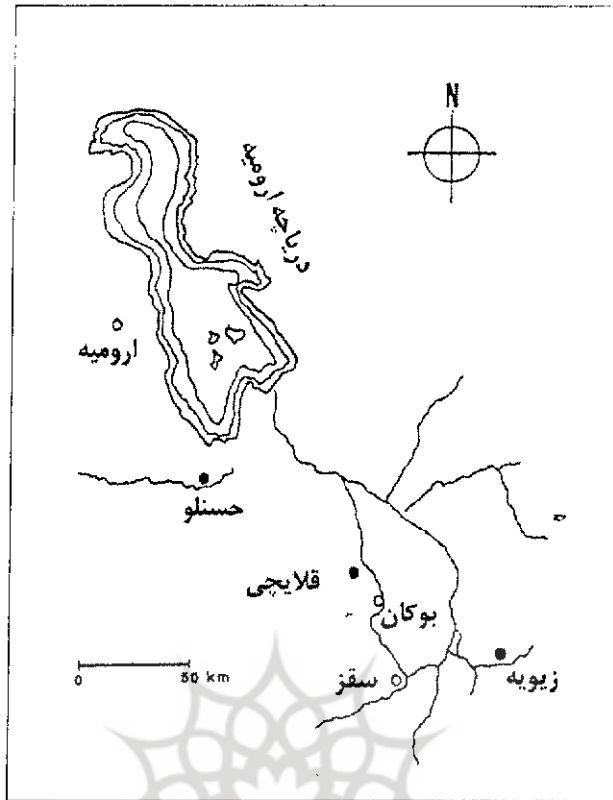 N
دریاچه ارومیه
ارومیه
حسنلو
قلایچی
بوکان
0 50 km
سقز
زیویه